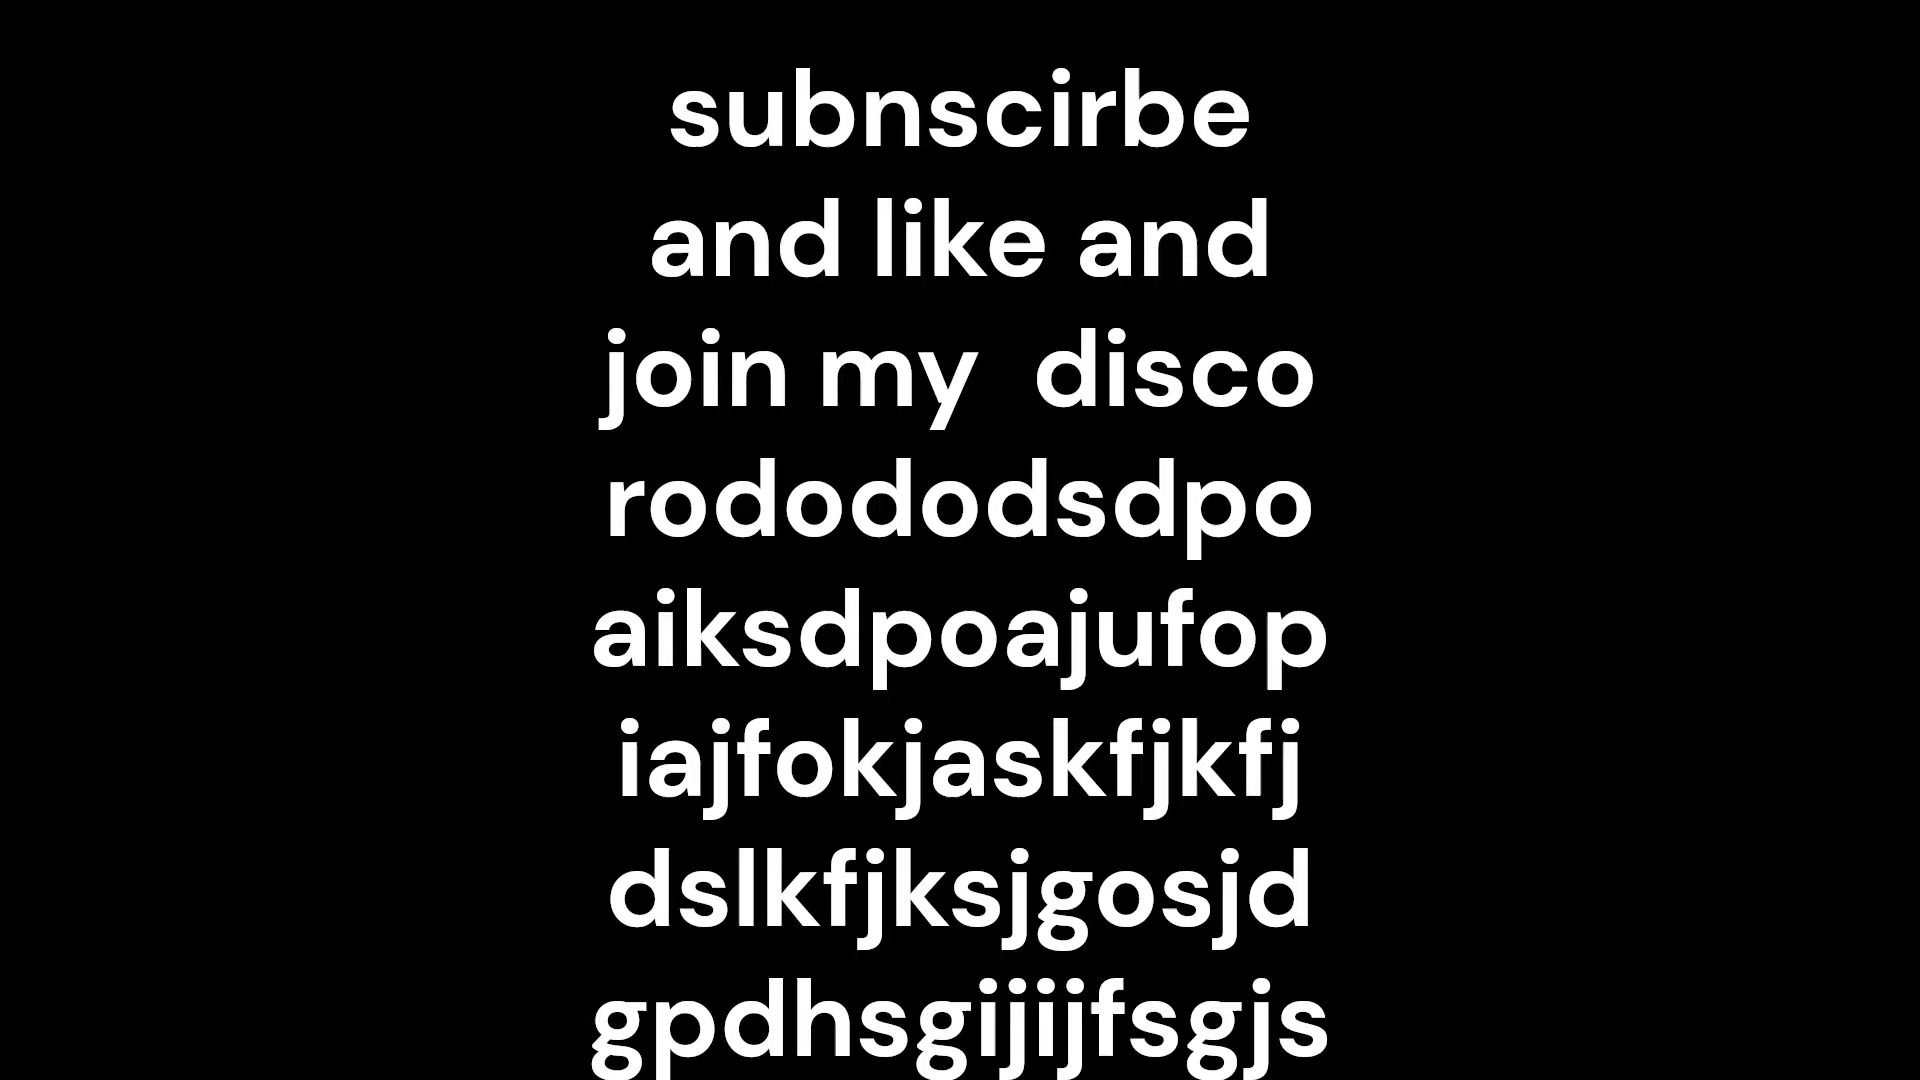 subnscirbe
and like and
join my  disco
rodododsdpo
aiksdpoajufop
iajfokjaskfjkfj
dslkfjksjgosjd
gpdhsgijijfsgjs